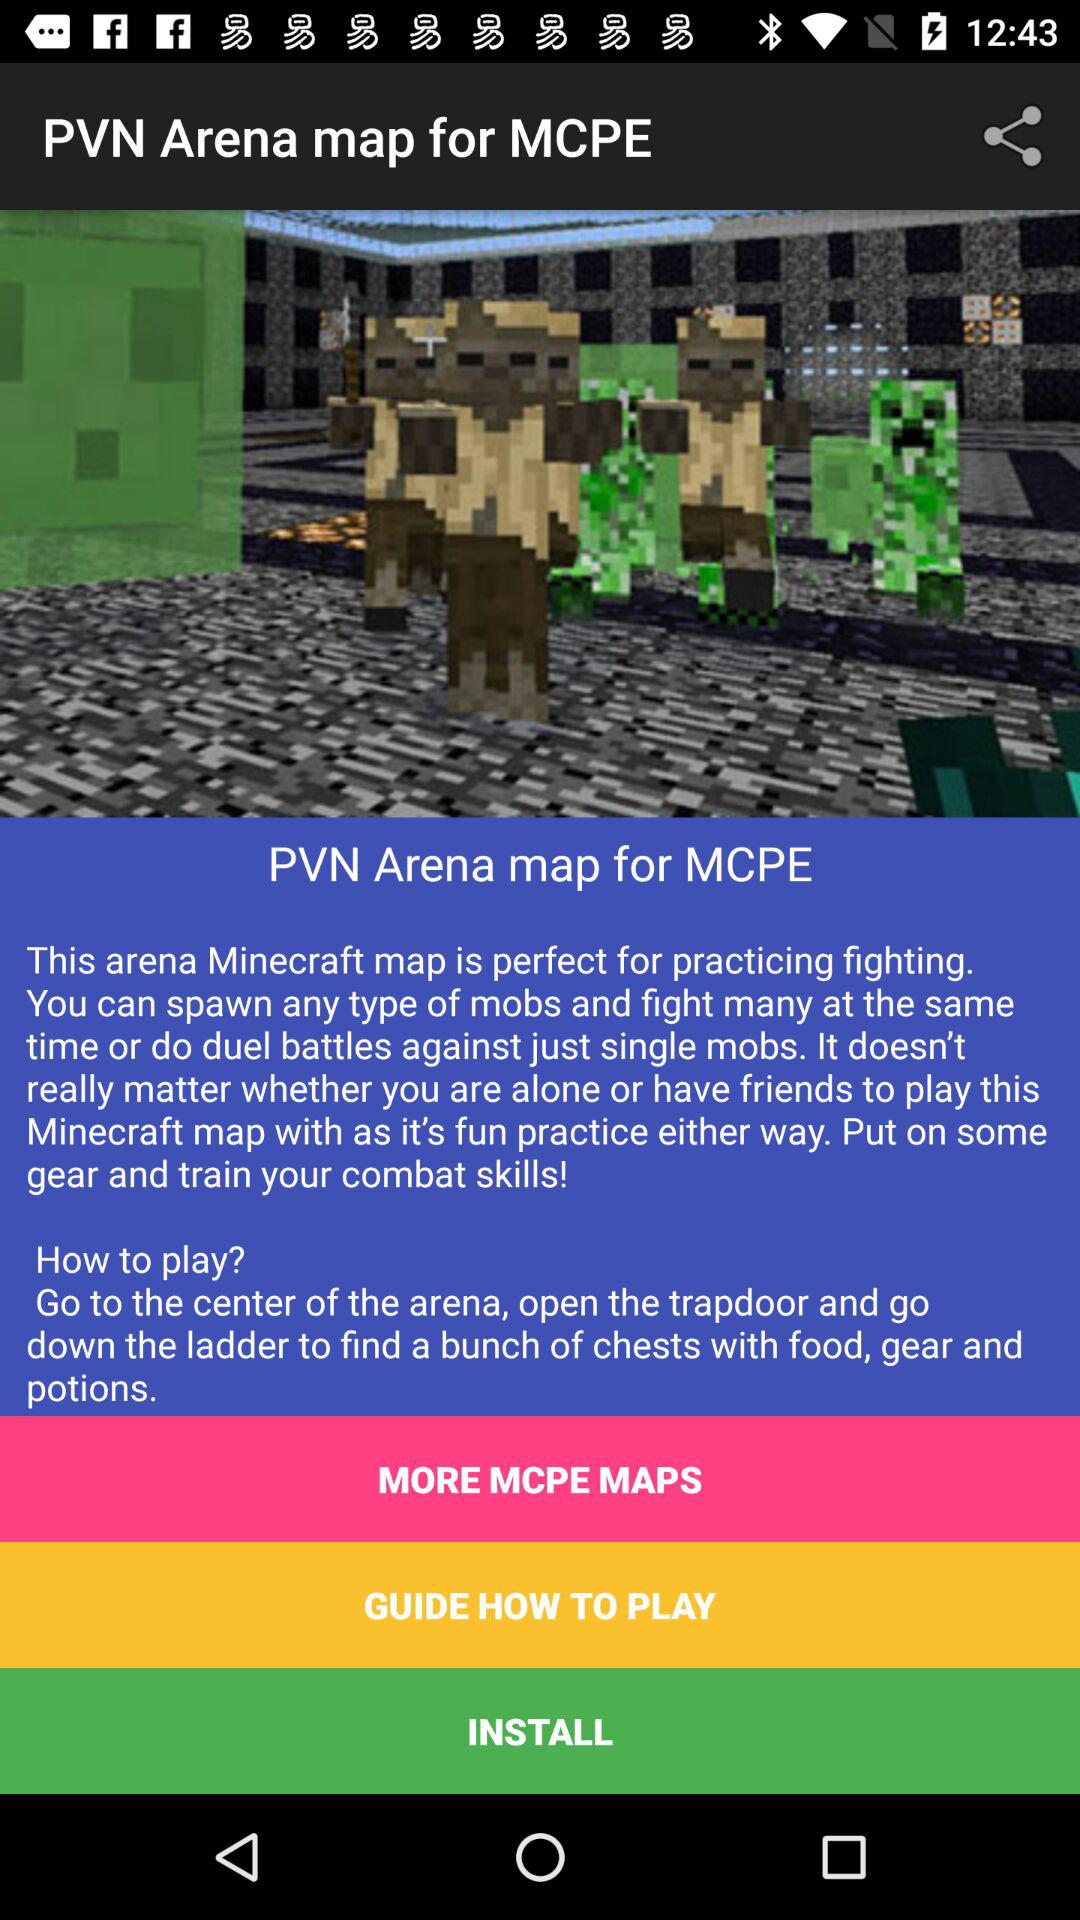 12:43
PVN Arena map for MCPE
PVN Arena map for MCPE
This arena Minecraft map is perfect for practicing fighting.
You can spawn any type of mobs and fight many at the same
time or do duel battles against just single mobs. It doesn’t
really matter whether you are alone or have friends to play this
Minecraft map with as it’s fun practice either way. Put on some
gear and train your combat skills!
How to play?
Go to the center of the arena, open the trapdoor and go
down the ladder to find a bunch of chests with food, gear and
potions.
MORE MCPE MAPS
GUIDE HOW TO PLAY
INSTALL